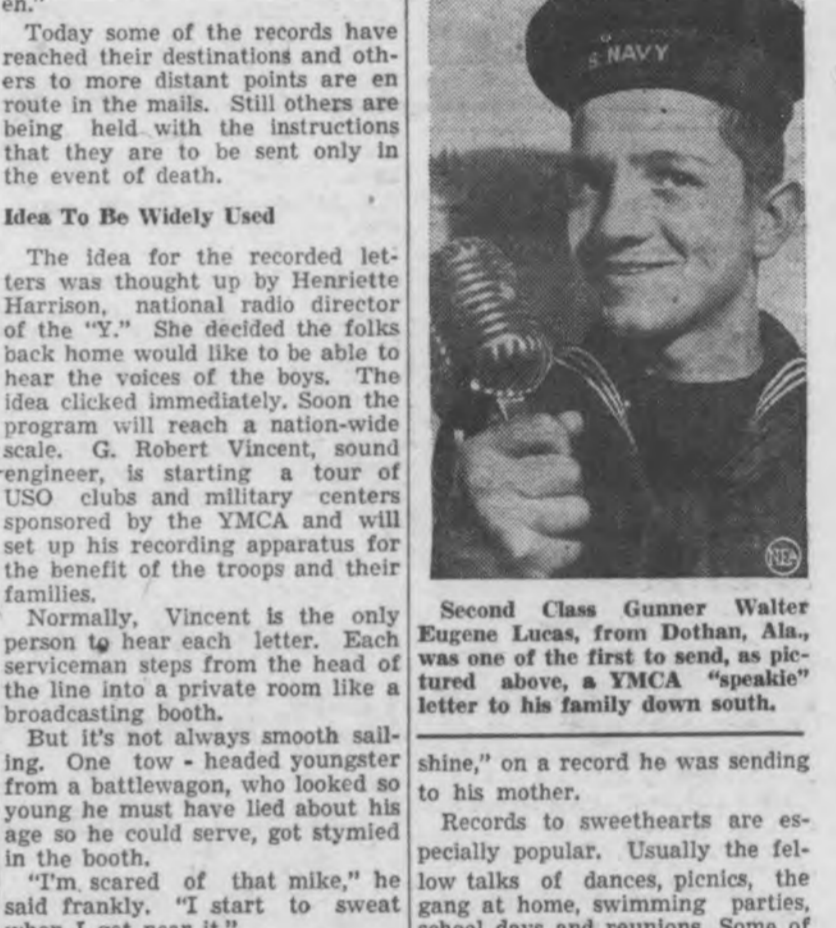 en."
Today some of the records have
reached their destinations and oth-
ers to more distant points are en
route in the mails. Still others are
being held with the instructions
that they are to be sent only in
the event of death.
Idea To Be Widely Used
The idea for the recorded let-
ters was thought up by Henriette
Harrison, national radio director
of the "Y." She decided the folks
back home would like to be able to
hear the voices of the boys. The
idea clicked immediately. Soon the
program will reach a nation-wide
scale. G. Robert Vincent, sound
engineer, is starting a tour of
USO clubs and military centers
sponsored by the YMCA and will
set up his recording apparatus for
the benefit of the troops and their
families.
Normally, Vincent is the only
person to hear each letter. Each
serviceman steps from the head of
the line into a private room like a
broadcasting booth.
But it's not always smooth sail-
ing. One tow - headed youngster
from a battlewagon, who looked so
young he must have lied about his
age so he could serve, got stymied
in the booth.
"I'm scared of that mike," he
said frankly. "I start to sweat
when I get near it."
S NAVY
NEA
Second Class Gunner Walter
Eugene Lucas, from Dothan, Ala.,
was one of the first to send, as pic-
tured above, a YMCA "speakie"
letter to his family down south.
shine," on a record he was sending
to his mother.
Records to sweethearts are es-
pecially popular. Usually the fel-
low talks of dances, picnics, the
gang at home, swimming parties,
school days and reunions. Some of